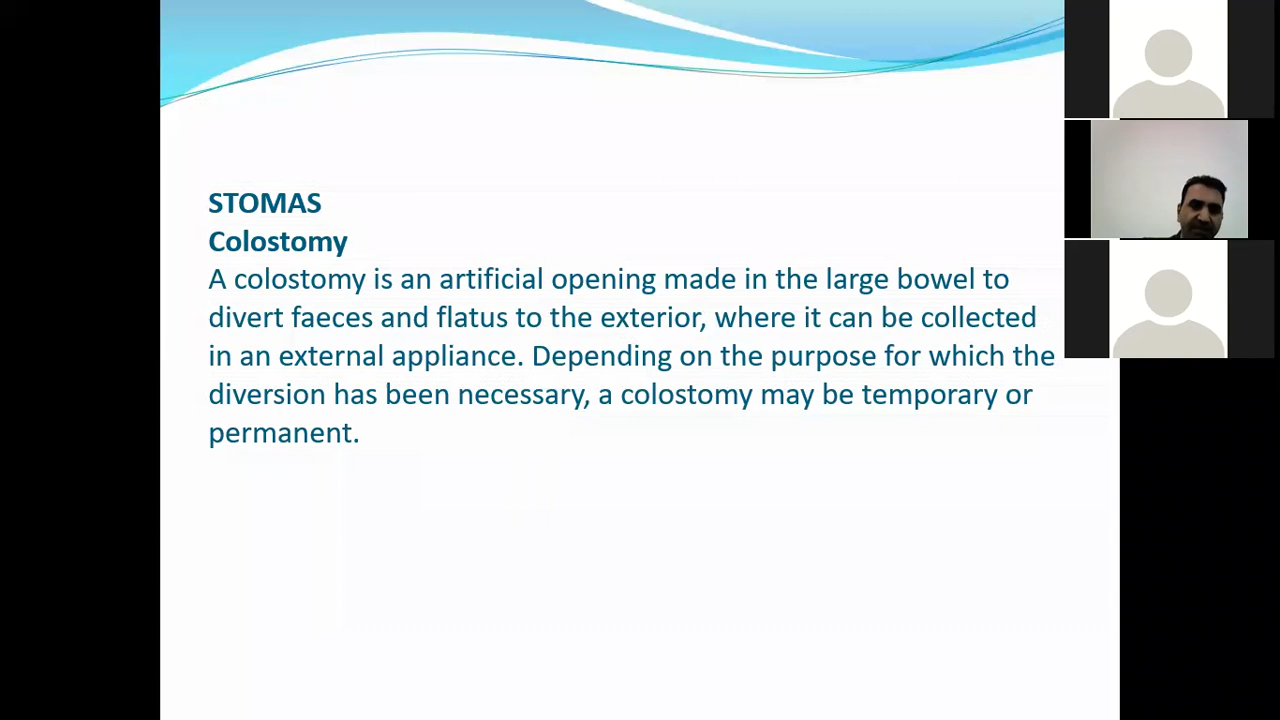 STOMAS
Colostomy
A colostomy is an artificial opening made in the large bowel to
divert faeces and flatus to the exterior, where it can be collected
in an external appliance. Depending on the purpose for which the
diversion has been necessary, a colostomy may be temporary or
permanent.